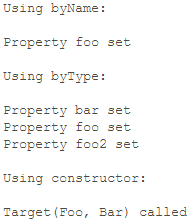 Using byName:
Property foo set
Using byType:
Property bar set
Property foo set
Property foo2 set
Using constructor:
Target(Foo, Bar) called